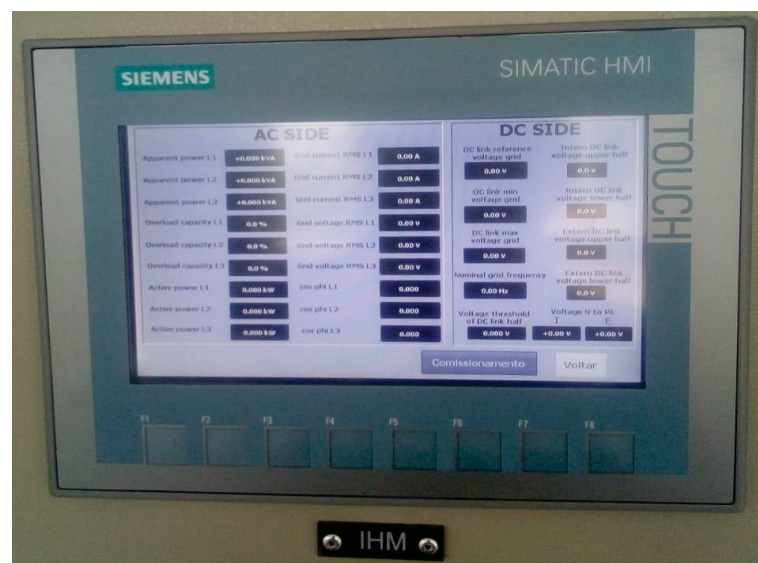 SIEMENS
SIMATIC HMI
TOUCH
AC SIDE
Apparent power L1 +0.000 kVA Grid current RMS L1 0.00 A
Apparent power L2 +0.000 kVA Grid current RMS L2 0.00 A
Apparent power L3 +0.000 kVA Grid current RMS L3 0.00 A
Overload capacity L1 0.0 % Grid voltage RMS L1 0.00 V
Overload capacity L2 0.0 % Grid voltage RMS L2 0.00 V
Overload capacity L3 0.0 % Grid voltage RMS L3 0.00 V
Active power L1 0.000 kW cos phi L1 0.000
Active power L2 0.000 kW cos phi L2 0.000
Active power L3 0.000 kW cos phi L3 0.000
DC SIDE
DC link reference
voltage grid
0.00 V
Intern DC link
voltage upper half
0.0 V
DC link min
voltage grid
0.00 V
Intern DC link
voltage lower half
0.0 V
DC link max
voltage grid
0.00 V
Extern DC link
voltage upper half
0.0 V
Nominal grid frequency
0.00 Hz
Extern DC link
voltage lower half
0.0 V
Voltage threshold
of DC link half
0.000 V
Voltage N to PE
I E
+0.00 V +0.00 V
Comissionamento Voltar
F1 F2 F3 F4 F5 F6 F7 F8
IHM